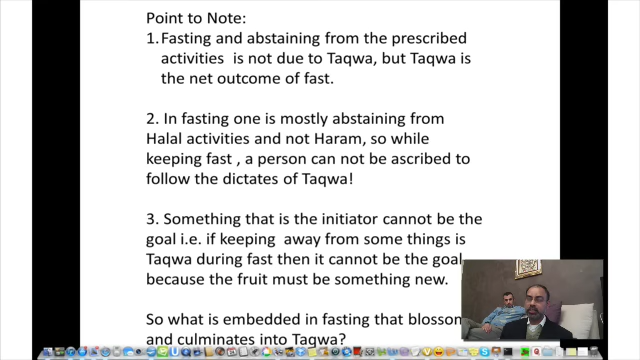 Point to Note:
1. Fasting and abstaining from the prescribed
activities is not due to Taqwa, but Taqwa is
the net outcome of fast.
2. In fasting one is mostly abstaining from
Halal activities and not Haram, so while
keeping fast , a person can not be ascribed to
follow the dictates of Taqwa!
3. Something that is the initiator cannot be the
goal i.e. if keeping away from some things is
Taqwa during fast then it cannot be the goal
because the fruit must be something new.
So what is embedded in fasting that blossom
and culminates into Taqwa?